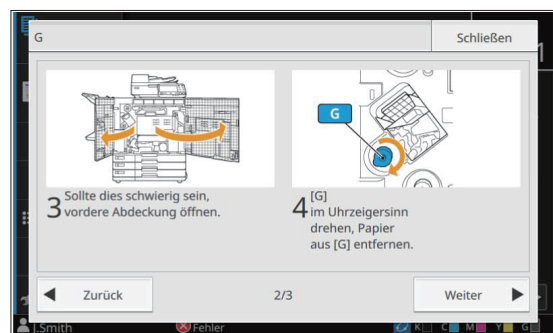 G
Schließen
1
G
3 Sollte dies schwierig sein,
vordere Abdeckung öffnen.
4 [G]
im Uhrzeigersinn
drehen, Papier
aus [G] entfernen.
Zurück
2/3
Weiter
J.Smith
Fehler
K C M Y G